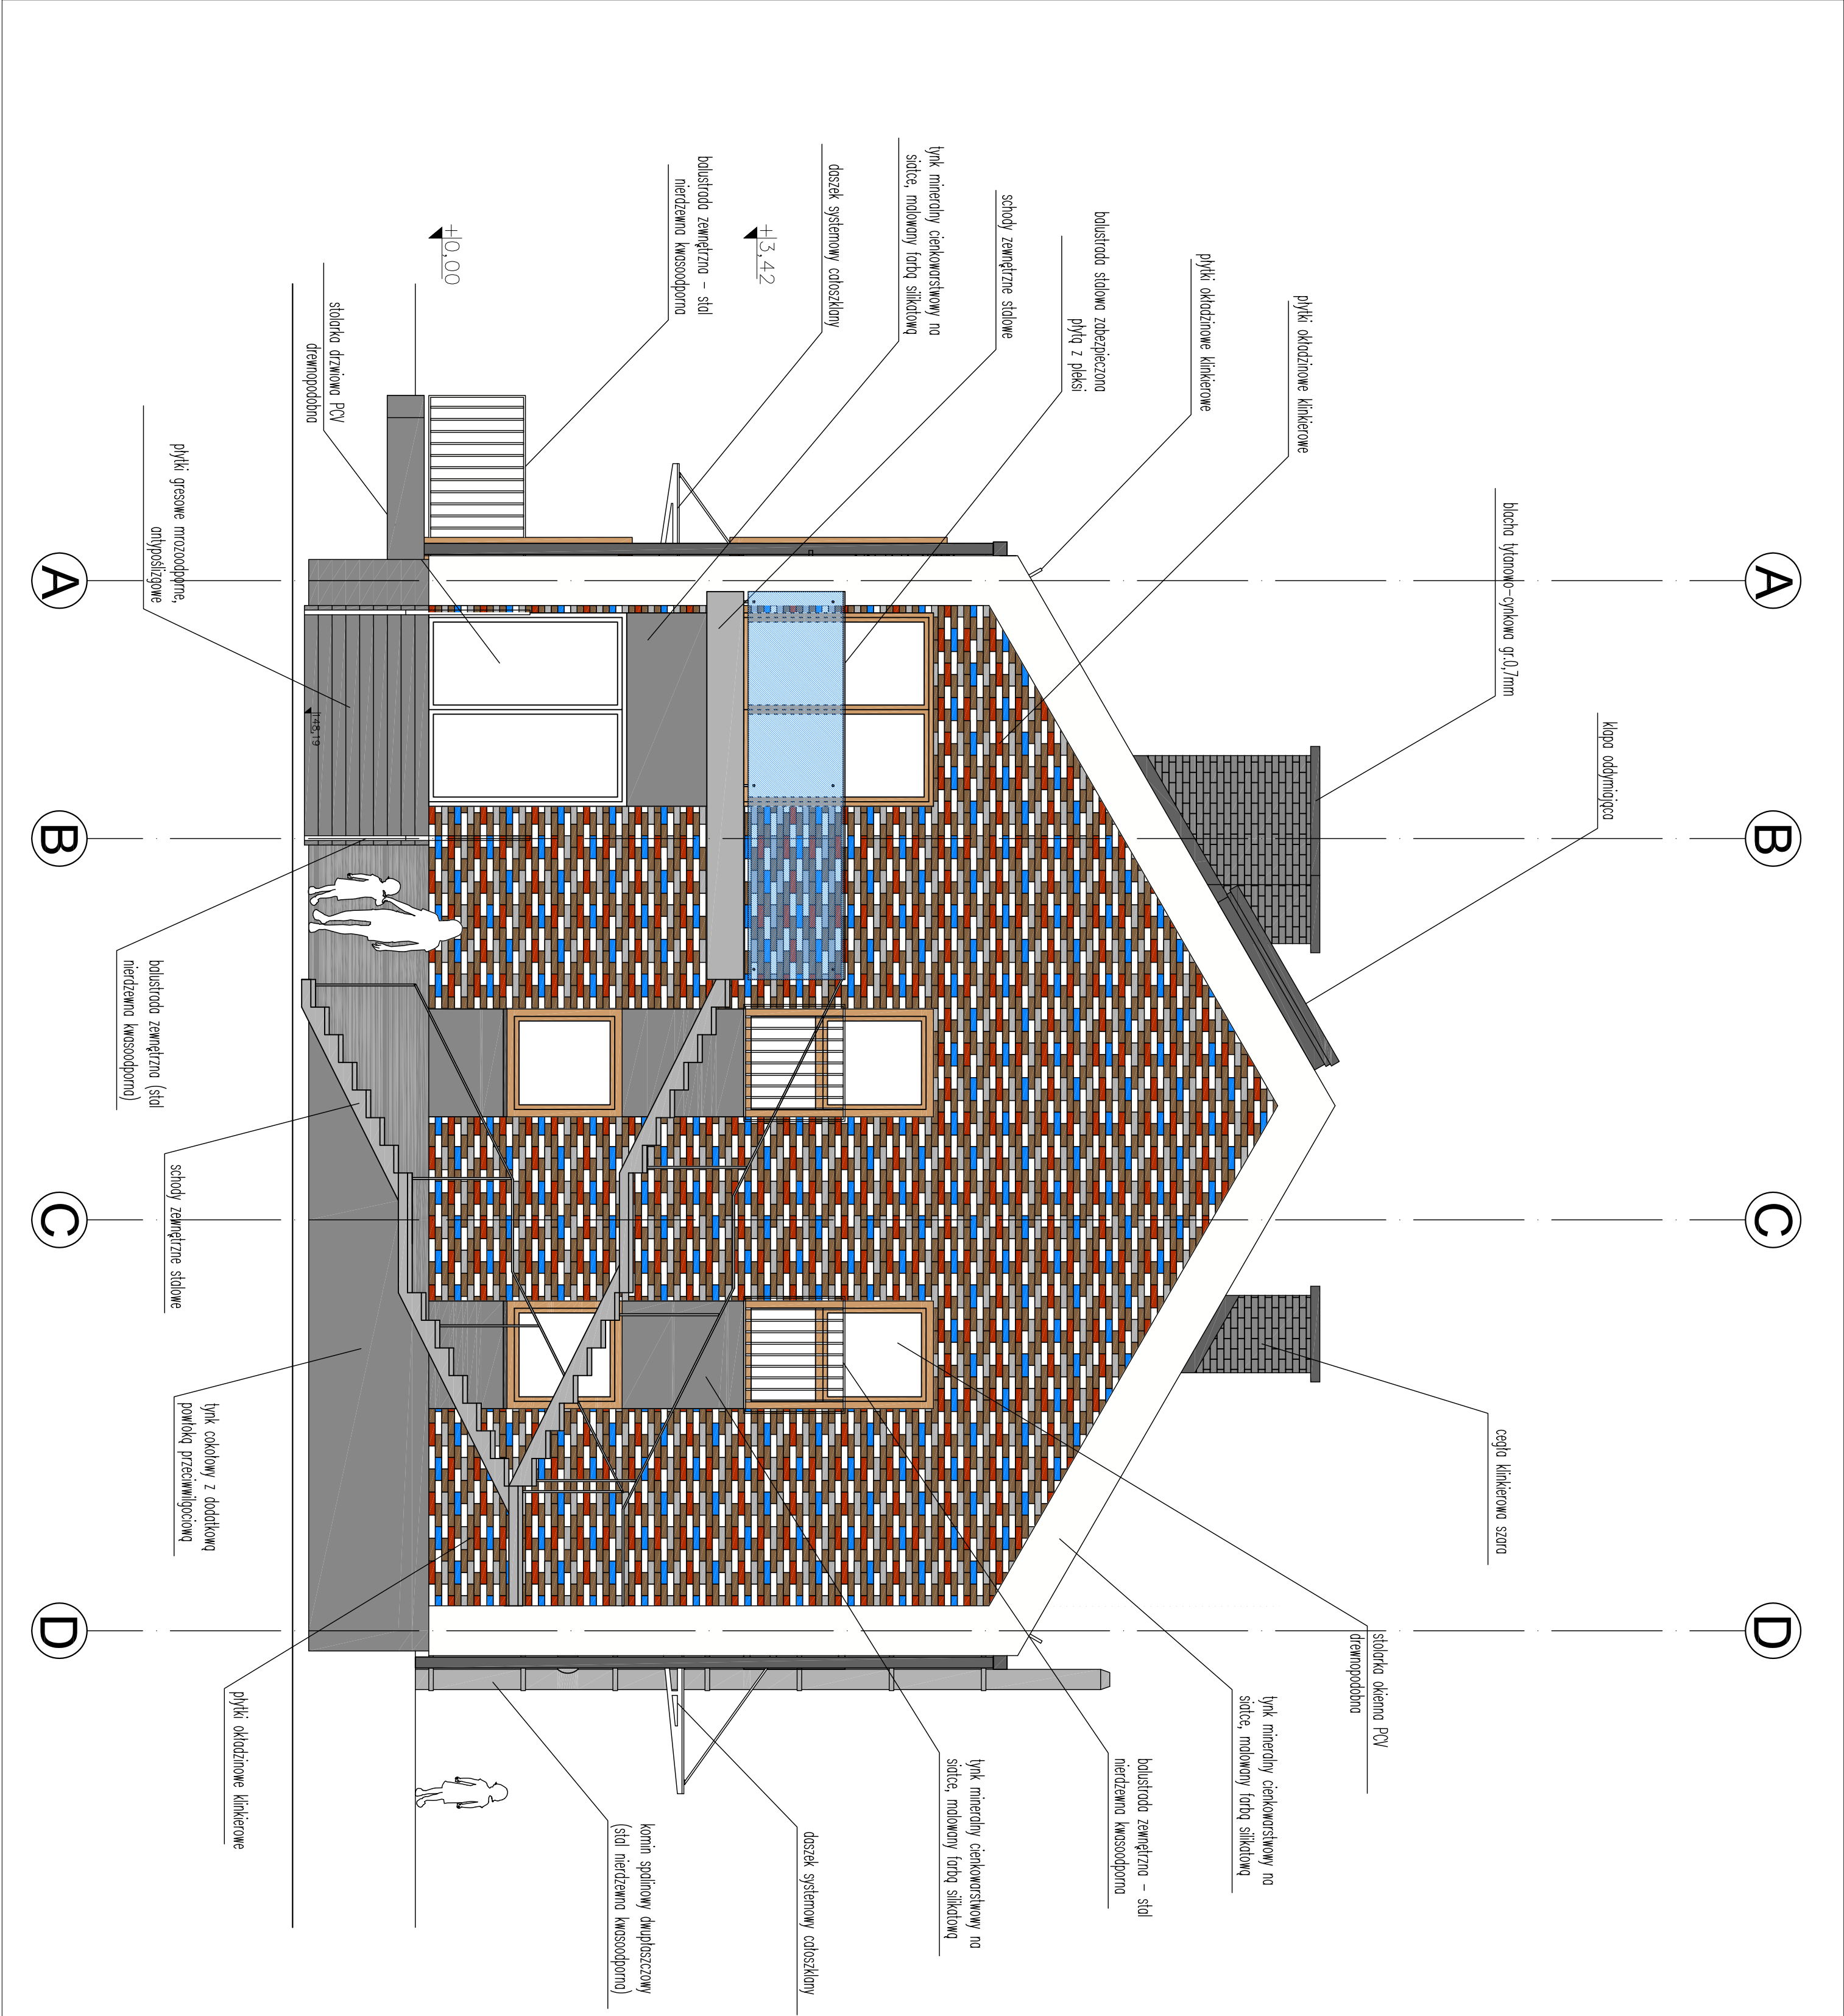 A
B
C
D
klapa oddymiająca
blacha tytanowo-cynkowa gr.0,7mm
cegła klinkierowa szara
płytki okładzinowe klinkierowe
płytki okładzinowe klinkierowe
balustrada stalowa zabezpieczona
płytą z pleksi
schody zewnętrzne stalowe
tynk mineralny cienkowarstwowy na
siatce, malowany farbą silikatową
daszek systemowy całoszklany
balustrada zewnętrzna - stal
nierdzewna kwasoodporna
+3,42
+0,00
stolarka drzwiowa PCV
drewnopodobna
płytki gresowe mrozoodporne,
antypoślizgowe
148,19
balustrada zewnętrzna (stal
nierdzewna kwasoodporna)
schody zewnętrzne stalowe
tynk cokołowy z dodatkową
powłoką przeciwwilgociową
stolarka okienna PCV
drewnopodobna
tynk mineralny cienkowarstwowy na
siatce, malowany farbą silikatową
balustrada zewnętrzna - stal
nierdzewna kwasoodporna
tynk mineralny cienkowarstwowy na
siatce, malowany farbą silikatową
daszek systemowy całoszklany
komin spalinowy dwupłaszczowy
(stal nierdzewna kwasoodporna)
płytki okładzinowe klinkierowe
A
B
C
D